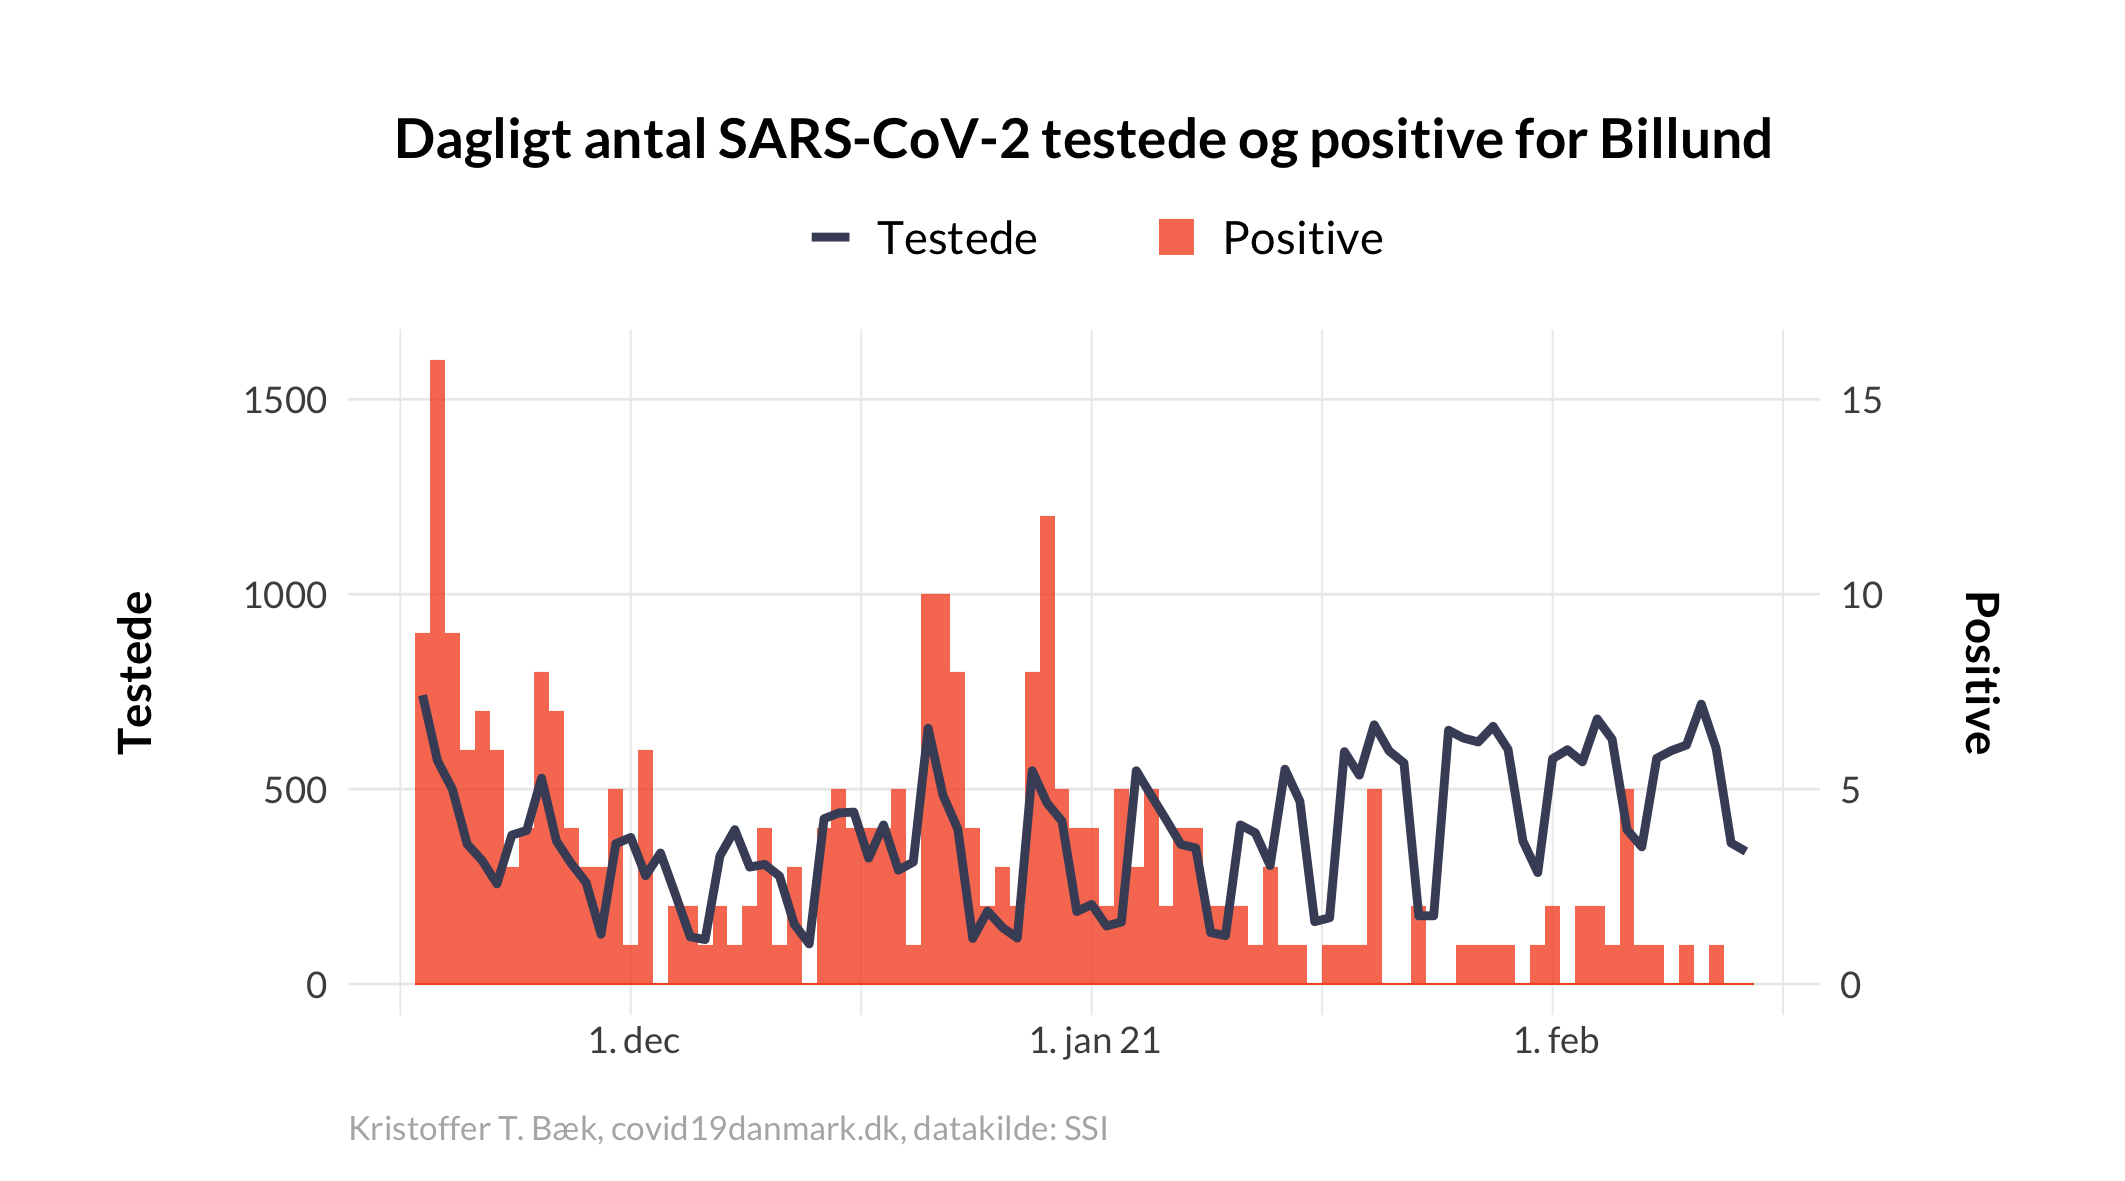 Dagligt antal SARS-CoV-2 testede og positive for Billund
Testede Positive
1500 15
1000 10
500 5
0 0
Testede
Positive
1. dec 1. jan 21 1. feb
Kristoffer T. Bæk, covid19danmark.dk, datakilde: SSI